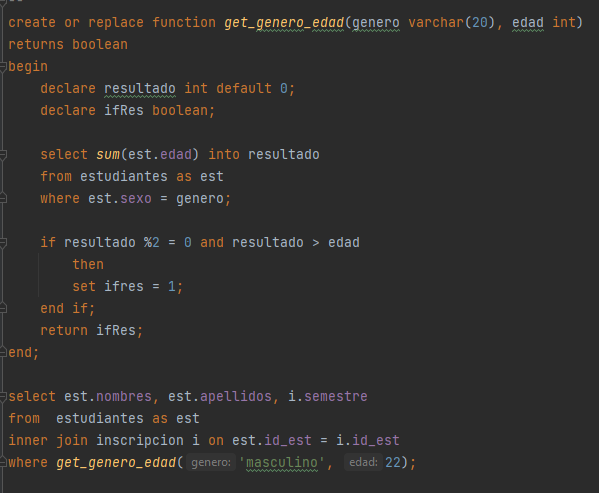 create or replace function get_genero_edad(genero varchar(20), edad int)
returns boolean
begin
    declare resultado int default 0;
    declare ifRes boolean;

    select sum(est.edad) into resultado
    from estudiantes as est
    where est.sexo = genero;

    if resultado %2 = 0 and resultado > edad
        then
        set ifres = 1;
    end if;
    return ifRes;
end;

select est.nombres, est.apellidos, i.semestre
from  estudiantes as est
inner join inscripcion i on est.id_est = i.id_est
where get_genero_edad( genero: 'masculino', edad: 22);